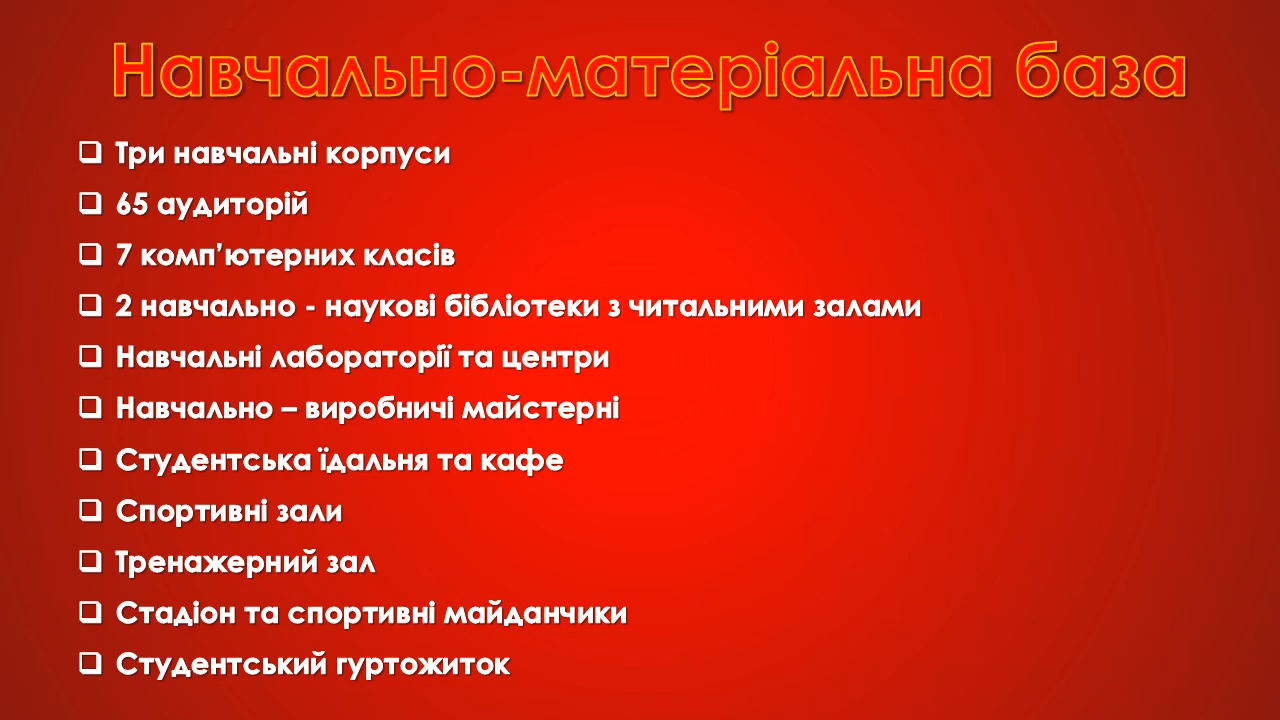 Навчально-матеріальна база
Три навчальні корпуси
65 аудиторій
7 комп’ютерних класів
2 навчально - наукові бібліотеки з читальними залами
Навчальні лабораторії та центри
Навчально – виробничі майстерні
Студентська їдальня та кафе
Спортивні зали
Тренажерний зал
Стадіон та спортивні майданчики
Студентський гуртожиток